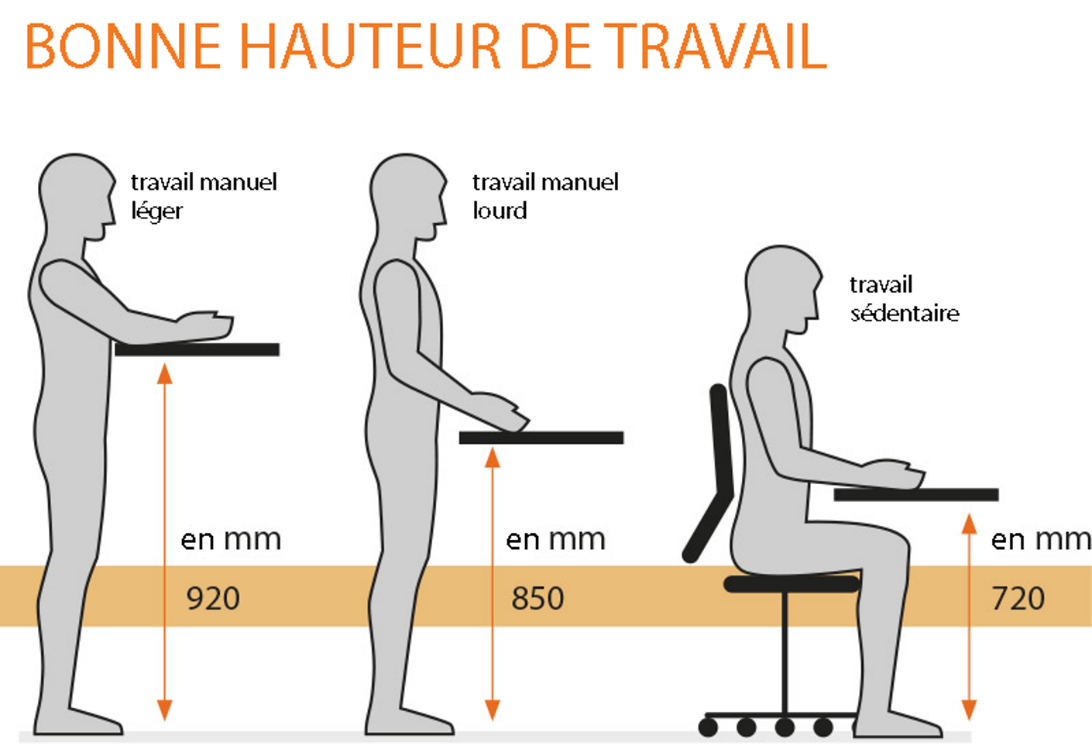 BONNE HAUTEUR DE TRAVAIL
travail manuel
léger
travail manuel
lourd
travail
sédentaire
en mm
920
en mm
850
en mm
720